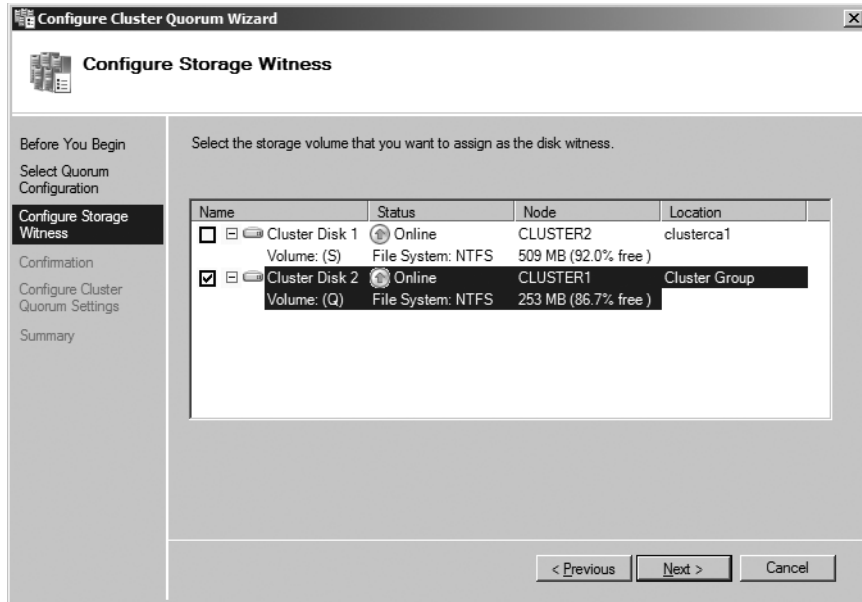 Configure Cluster Quorum Wizard
Configure Storage Witness
Before You Begin
Select Quorum
Configuration
Configure Storage
Witness
Confirmation
Configure Cluster
Quorum Settings
Summary
Select the storage volume that you want to assign as the disk witness.
Name Status Node Location
Cluster Disk 1 Online CLUSTER2 clusterca1
Volume: (S) File System: NTFS 509 MB (92.0% free )
Cluster Disk 2 Online CLUSTER1 Cluster Group
Volume: (Q) File System: NTFS 253 MB (86.7% free )
< Previous Next > Cancel